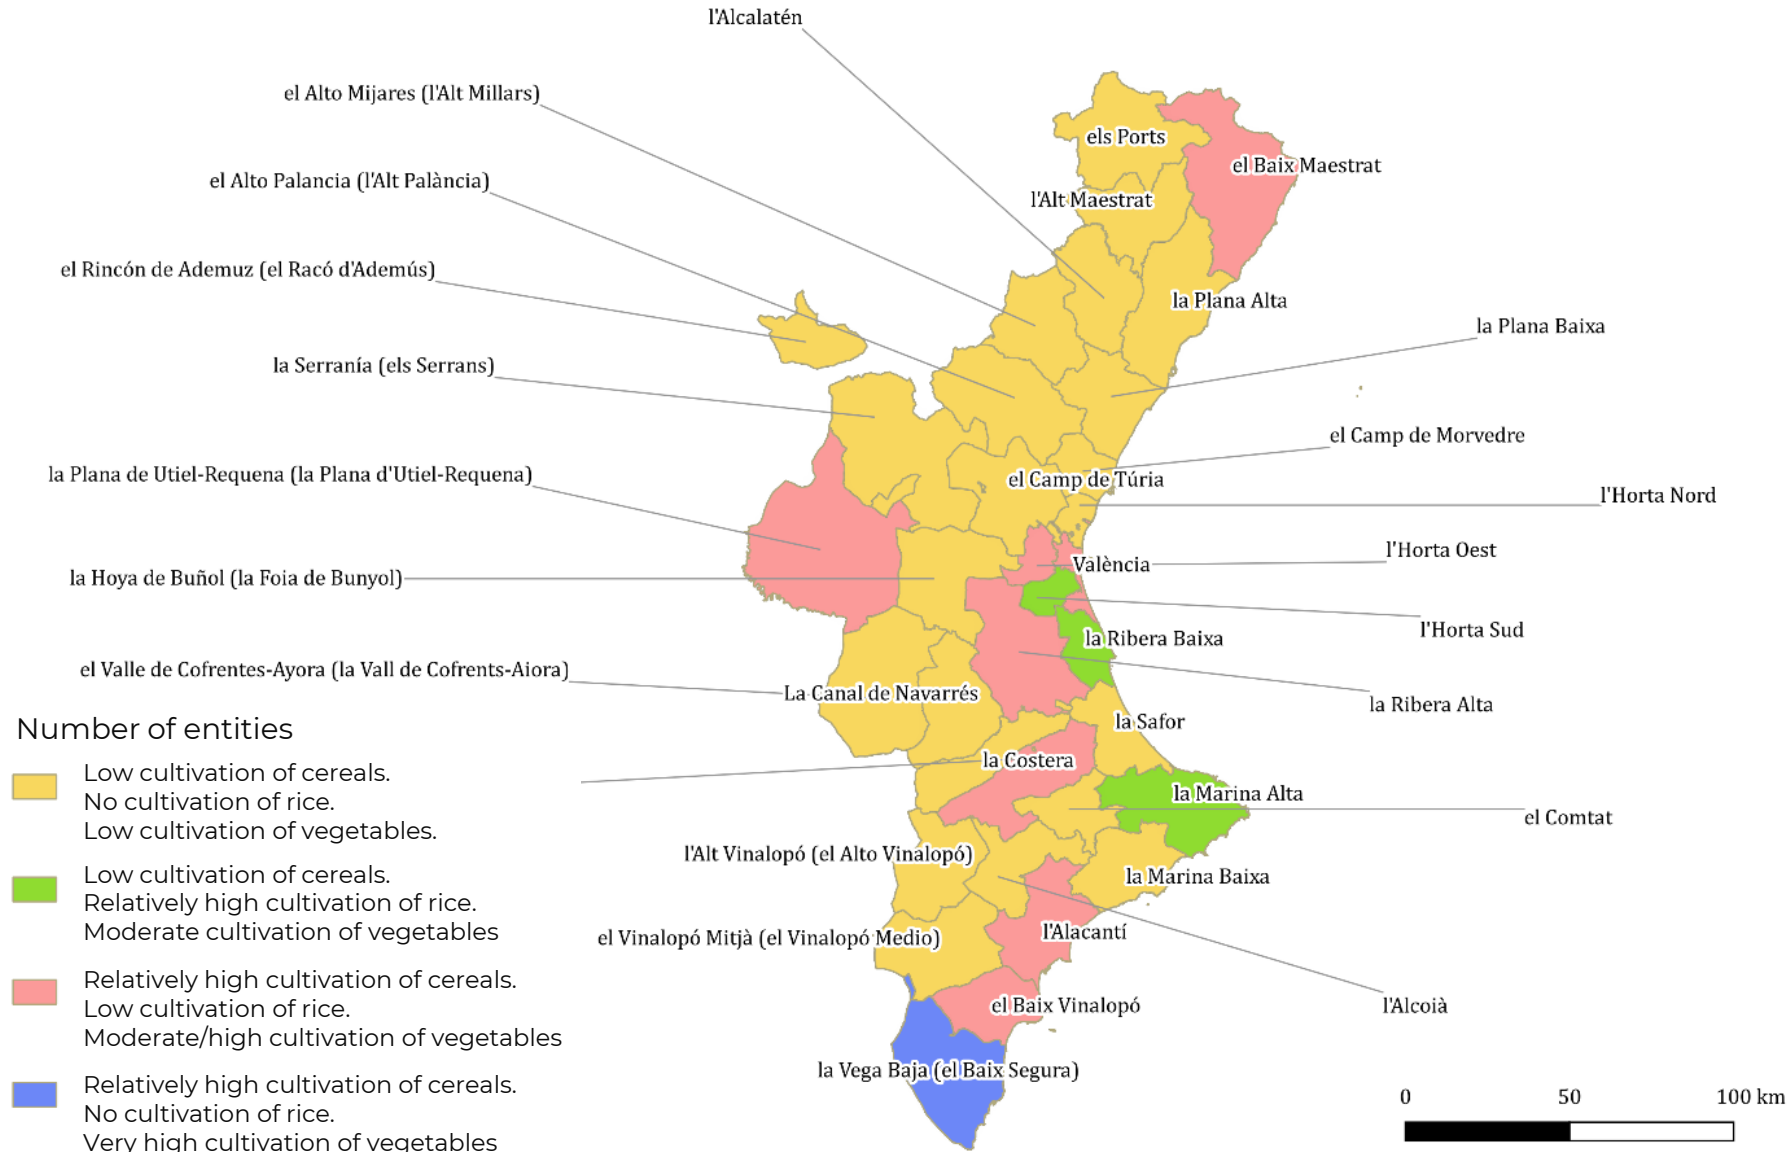 l'Alcalatén
el Alto Mijares (l'Alt Millars)
els Ports
el Baix Maestrat
el Alto Palancia (l'Alt Palància)
l'Alt Maestrat
el Rincón de Ademuz (el Racó d'Ademús)
la Plana Alta
la Plana Baixa
la Serranía (els Serrans)
el Camp de Morvedre
la Plana de Utiel-Requena (la Plana d'Utiel-Requena)
el Camp de Túria
l'Horta Nord
l'Horta Oest
València
la Hoya de Buñol (la Foia de Bunyol)
l'Horta Sud
la Ribera Baixa
el Valle de Cofrentes-Ayora (la Vall de Cofrents-Aiora)
La Canal de Navarrés
la Ribera Alta
la Safor
la Costera
la Marina Alta
el Comtat
l'Alt Vinalopó (el Alto Vinalopó)
la Marina Baixa
l'Alacantí
el Vinalopó Mitjà (el Vinalopó Medio)
l'Alcoià
el Baix Vinalopó
la Vega Baja (el Baix Segura)
Number of entities
Low cultivation of cereals.
No cultivation of rice.
Low cultivation of vegetables.
Low cultivation of cereals.
Relatively high cultivation of rice.
Moderate cultivation of vegetables
Relatively high cultivation of cereals.
Low cultivation of rice.
Moderate/high cultivation of vegetables
Relatively high cultivation of cereals.
No cultivation of rice.
Very high cultivation of vegetables
0 50 100 km